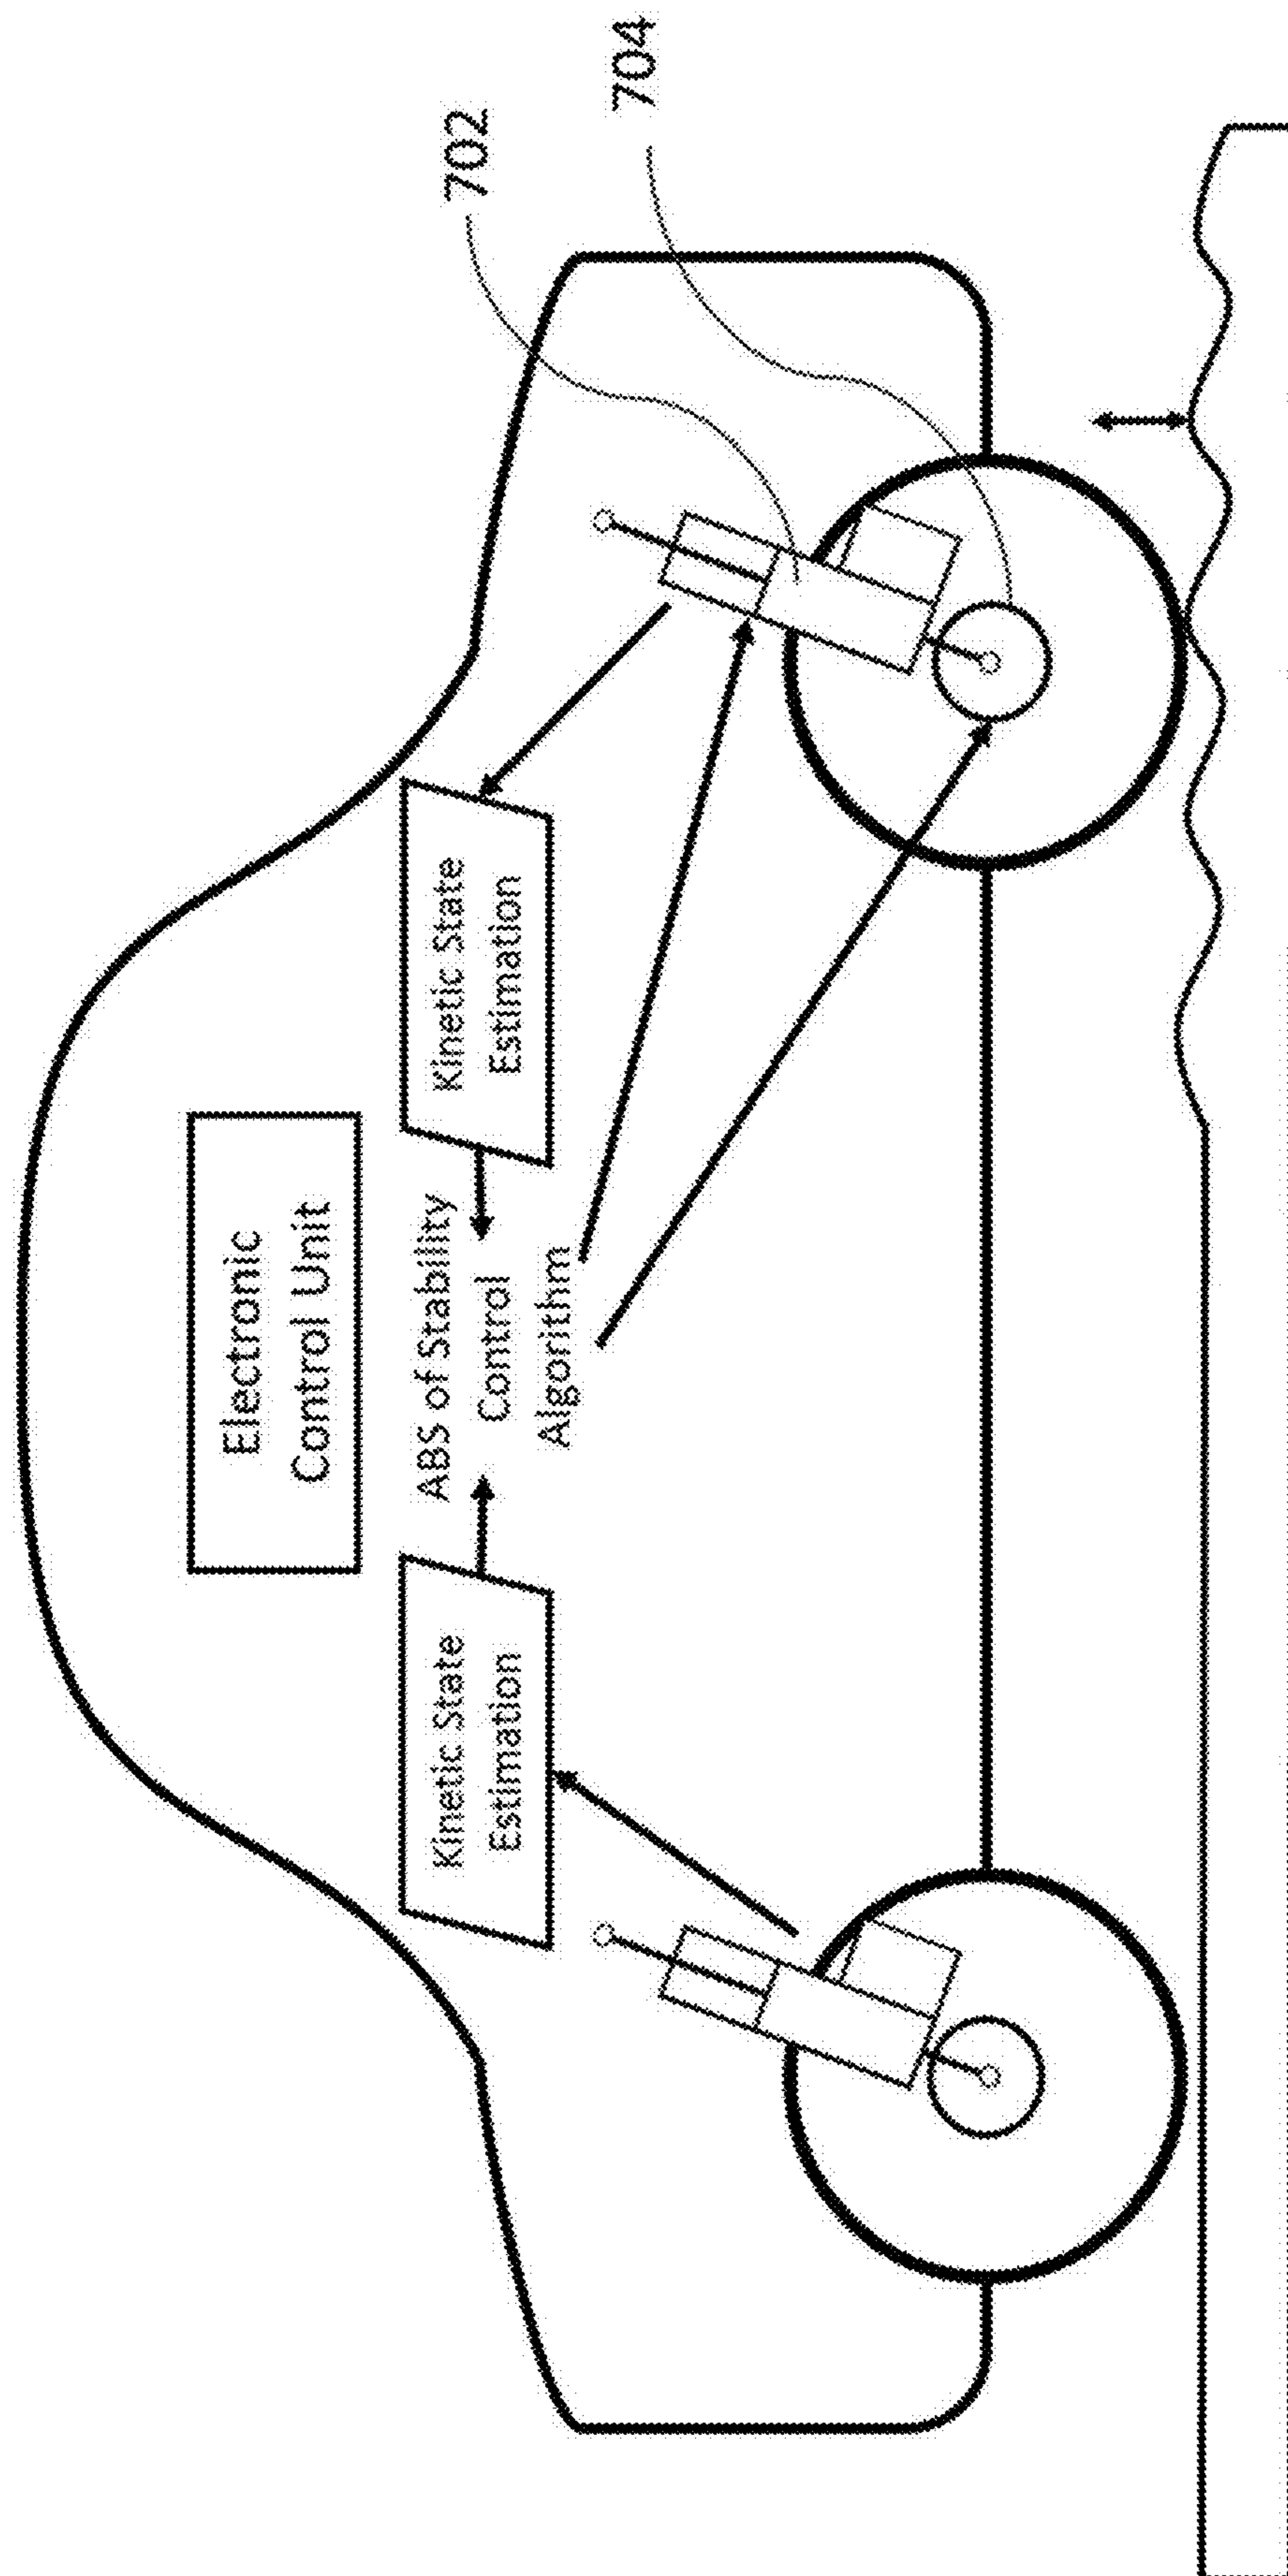 Electronic
Control Unit
Kinetic State
Estimation
ABS of Stability
Control
Algorithm
Kinetic State
Estimation
702
704